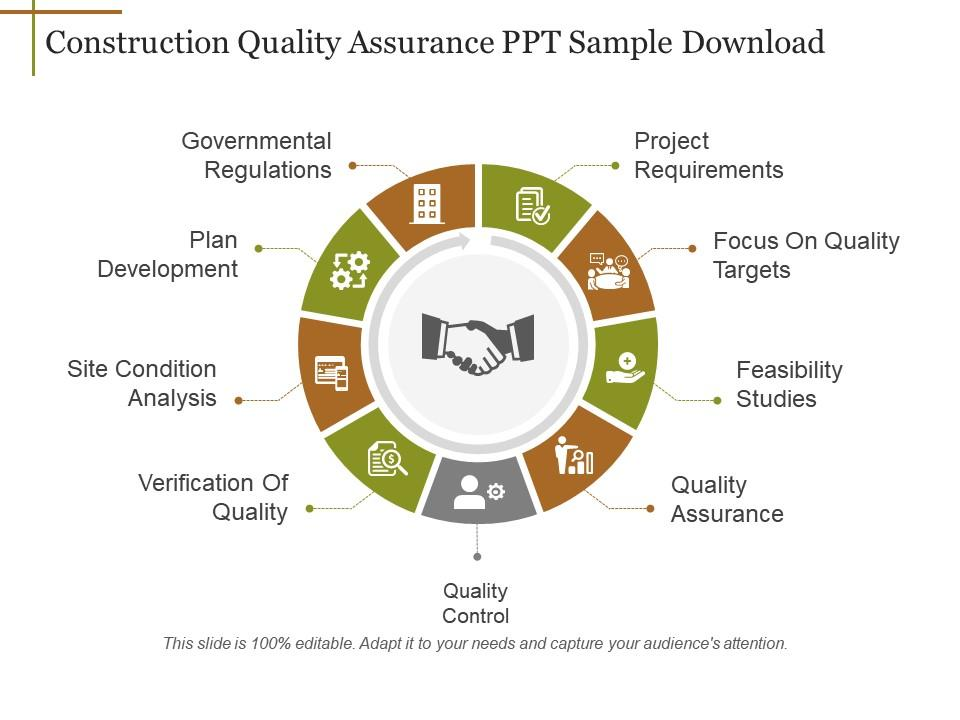 Construction Quality Assurance PPT Sample Download
Governmental
Regulations
Project
Requirements
Plan
Development
Focus On Quality
Targets
Site Condition
Analysis
Feasibility
Studies
Verification Of
Quality
Quality
Assurance
Quality
Control
This slide is 100% editable. Adapt it to your needs and capture your audience's attention.